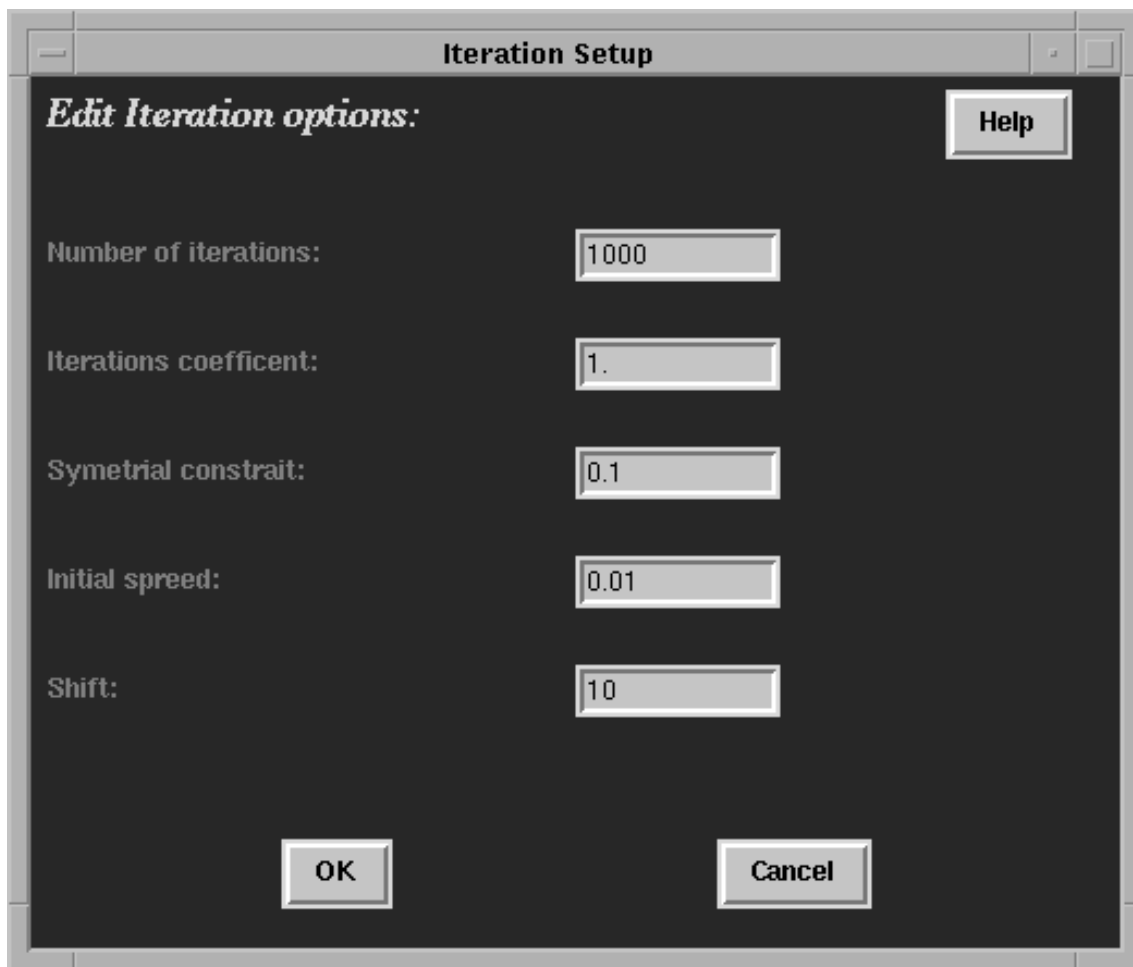 Iteration Setup
Edit Iteration options:
Help
Number of iterations:
1000
Iterations coefficent:
1.
Symetrial constrait:
0.1
Initial spreed:
0.01
Shift:
10
OK
Cancel